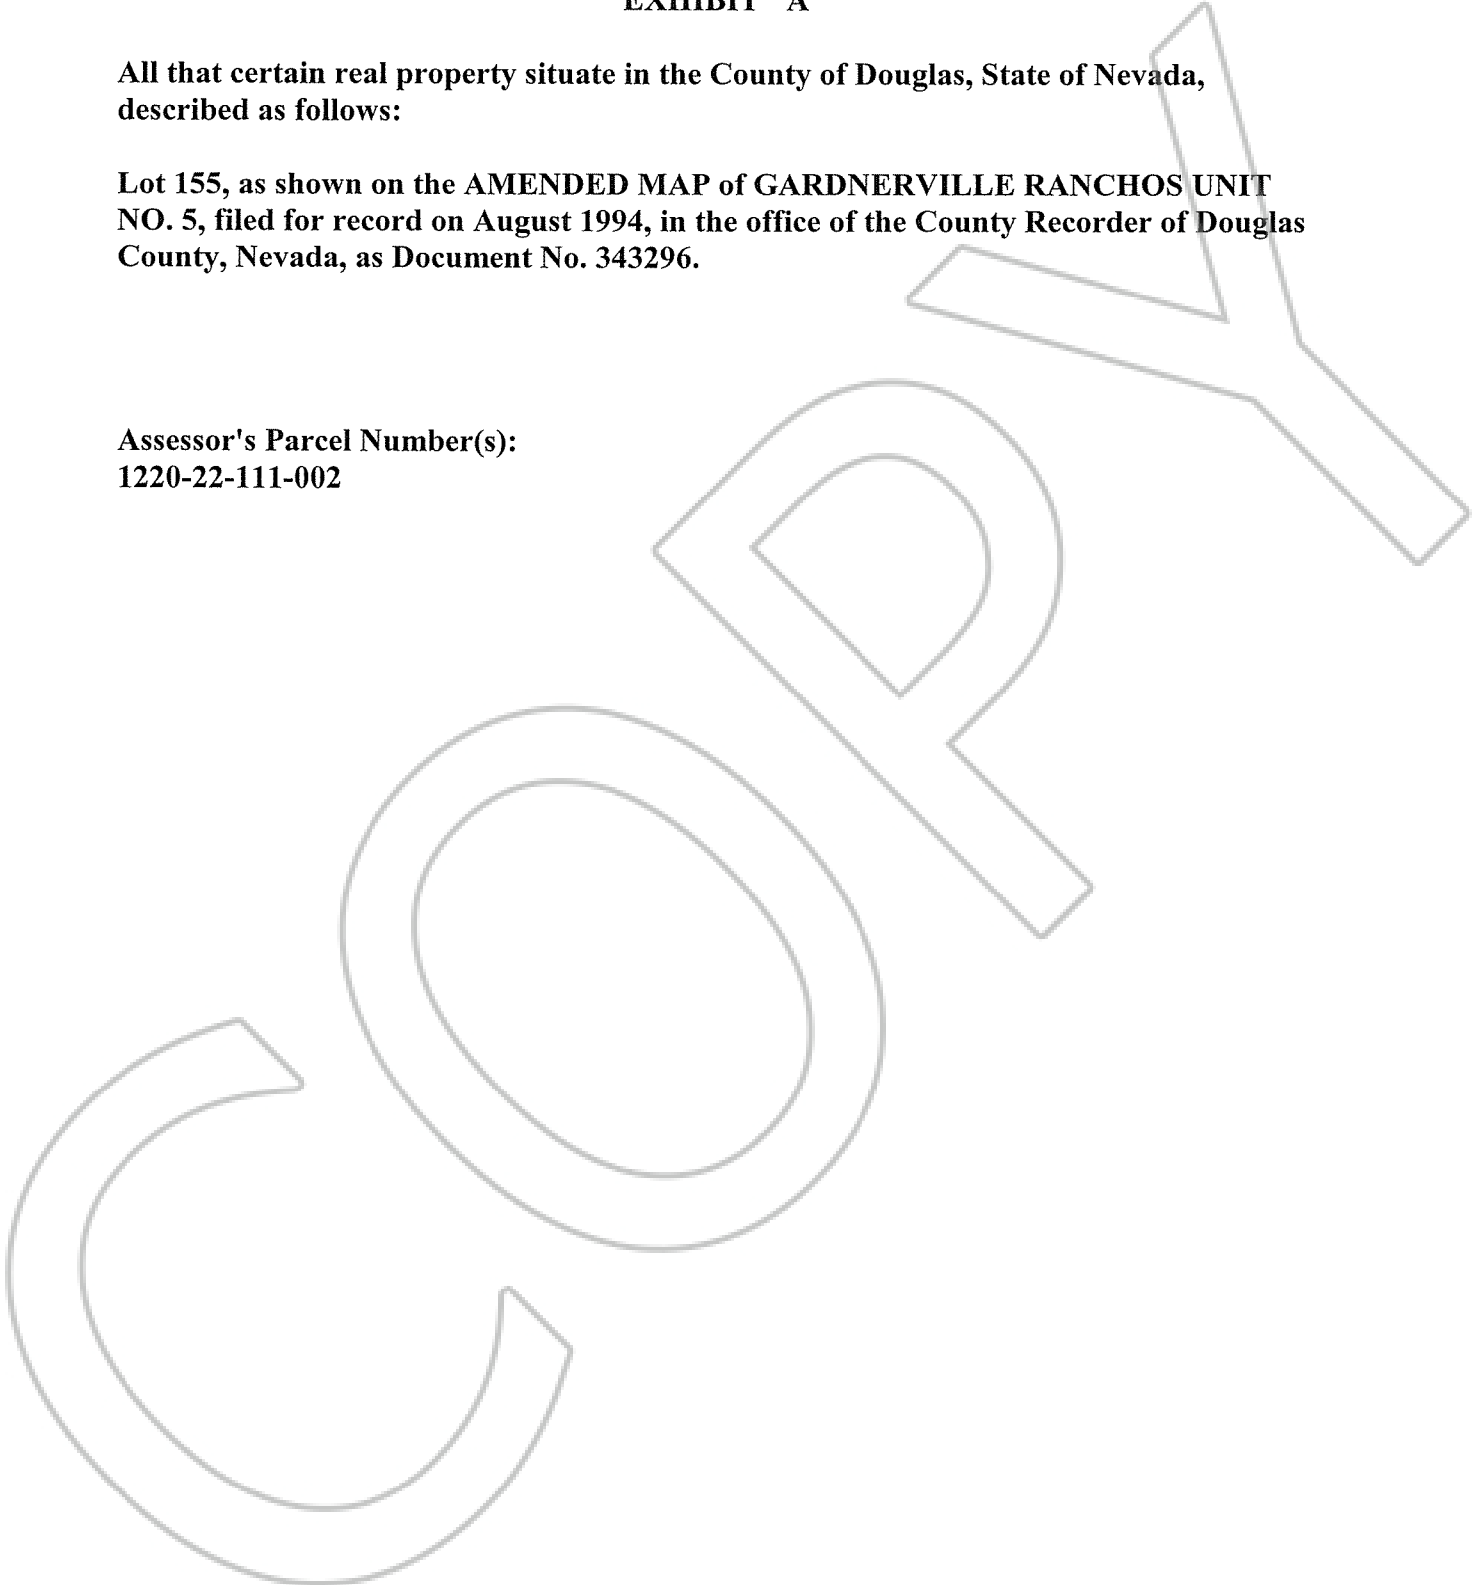 EXHIBIT "A"
All that certain real property situate in the County of Douglas, State of Nevada,
described as follows:
Lot 155, as shown on the AMENDED MAP of GARDNERVILLE RANCHOS UNIT
NO. 5, filed for record on August 1994, in the office of the County Recorder of Douglas
County, Nevada, as Document No. 343296.
Assessor's Parcel Number(s):
1220-22-111-002
COPY